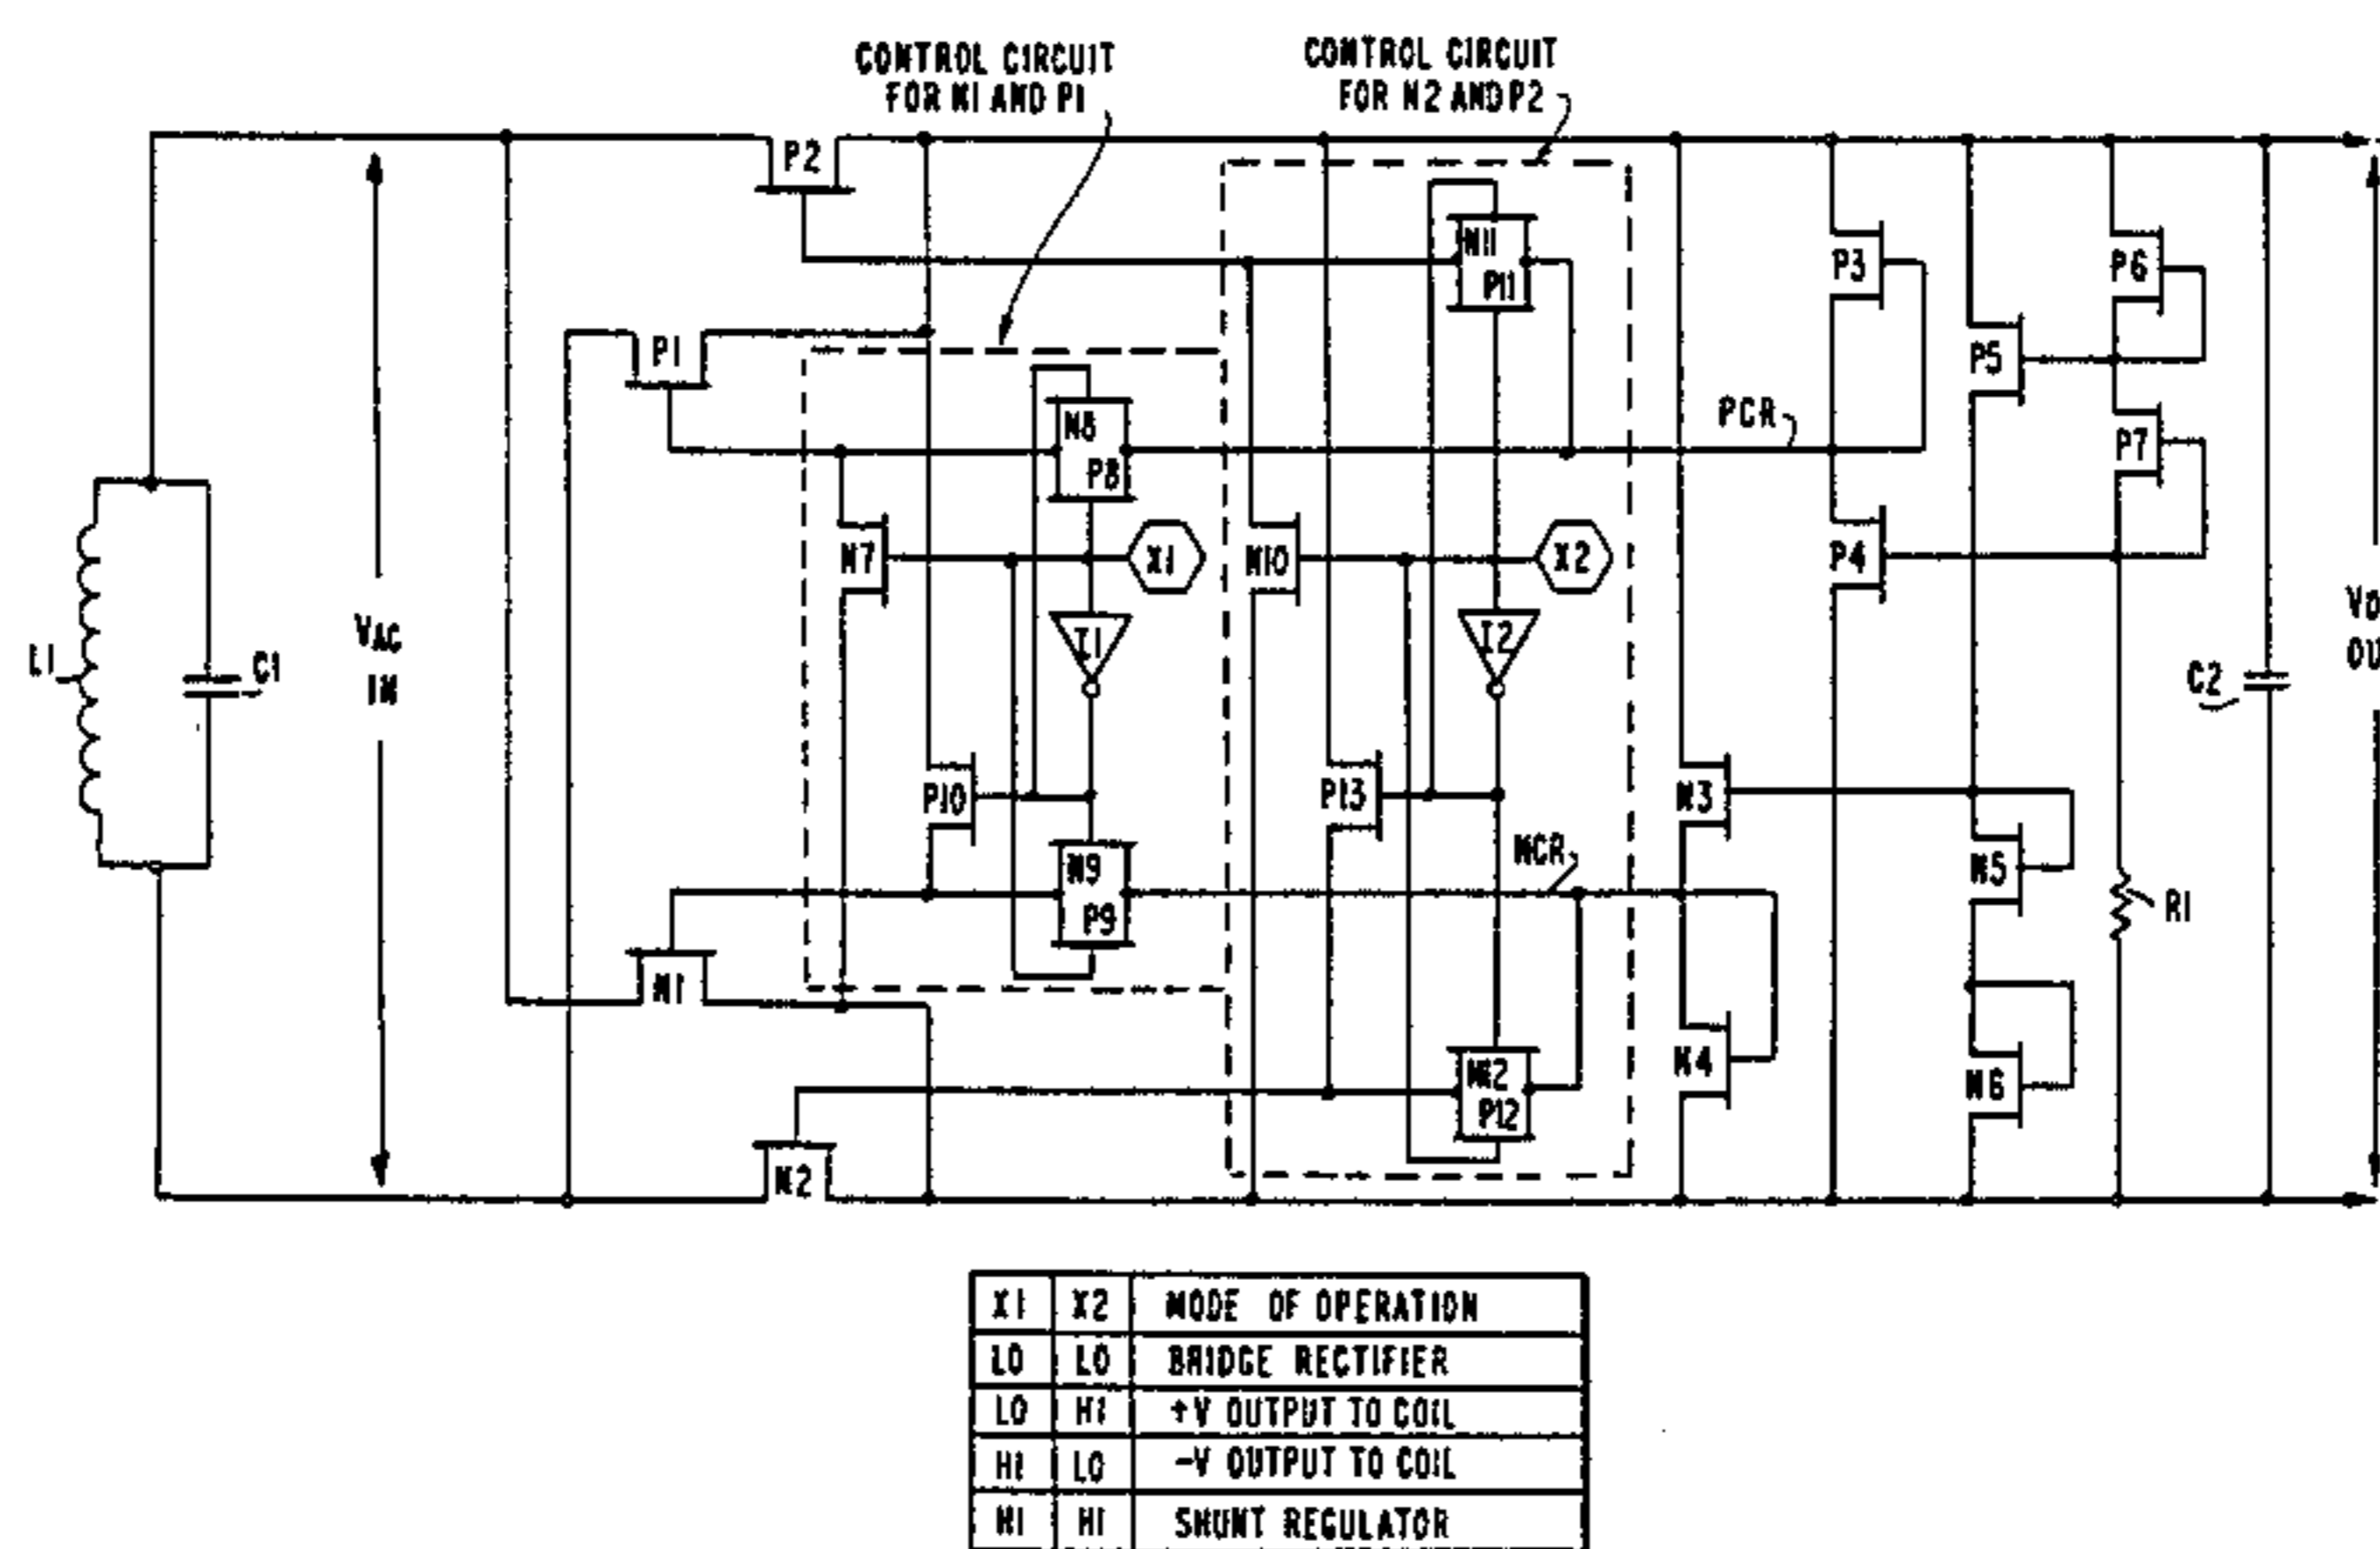 CONTROL CIRCUIT
FOR N1 AND P1
CONTROL CIRCUIT
FOR N2 AND P2
P2
N11
P11
P3
P6
P1
P5
N8
P8
PCR
P7
N7
X1
N10
X2
P4
L1
C1
VAC
IN
I1
I2
C2
P10
P13
N3
N9
P9
NCR
N5
R1
N1
N4
N12
P12
N6
N2
X1 X2 MODE OF OPERATION
LO LO BRIDGE RECTIFIER
LO HI +V OUTPUT TO COIL
HI LO -V OUTPUT TO COIL
HI HI SHUNT REGULATOR